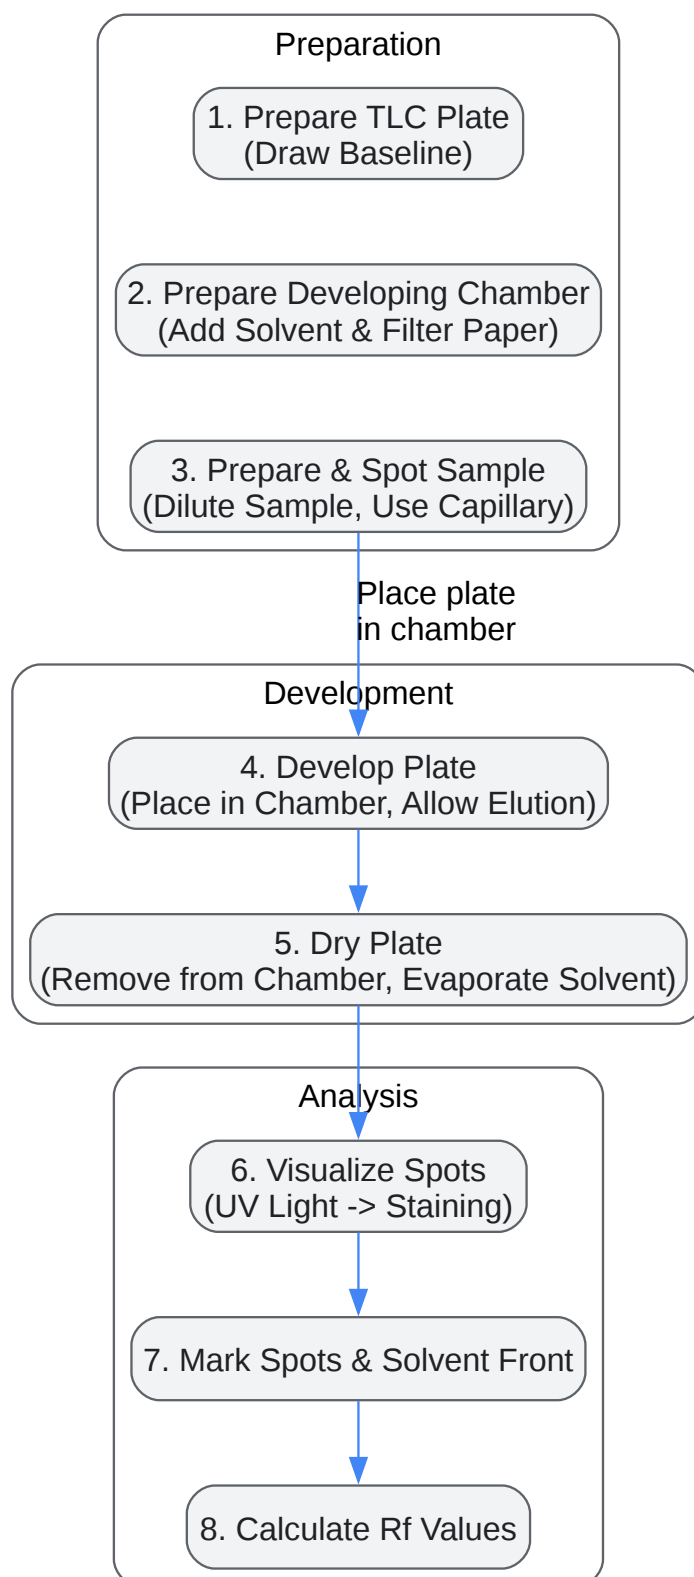 Preparation
1. Prepare TLC Plate
(Draw Baseline)
2. Prepare Developing Chamber
(Add Solvent & Filter Paper)
3. Prepare & Spot Sample
(Dilute Sample, Use Capillary)
Place plate
in chamber
Development
4. Develop Plate
(Place in Chamber, Allow Elution)
5. Dry Plate
(Remove from Chamber, Evaporate Solvent)
Analysis
6. Visualize Spots
(UV Light -> Staining)
7. Mark Spots & Solvent Front
8. Calculate Rf Values